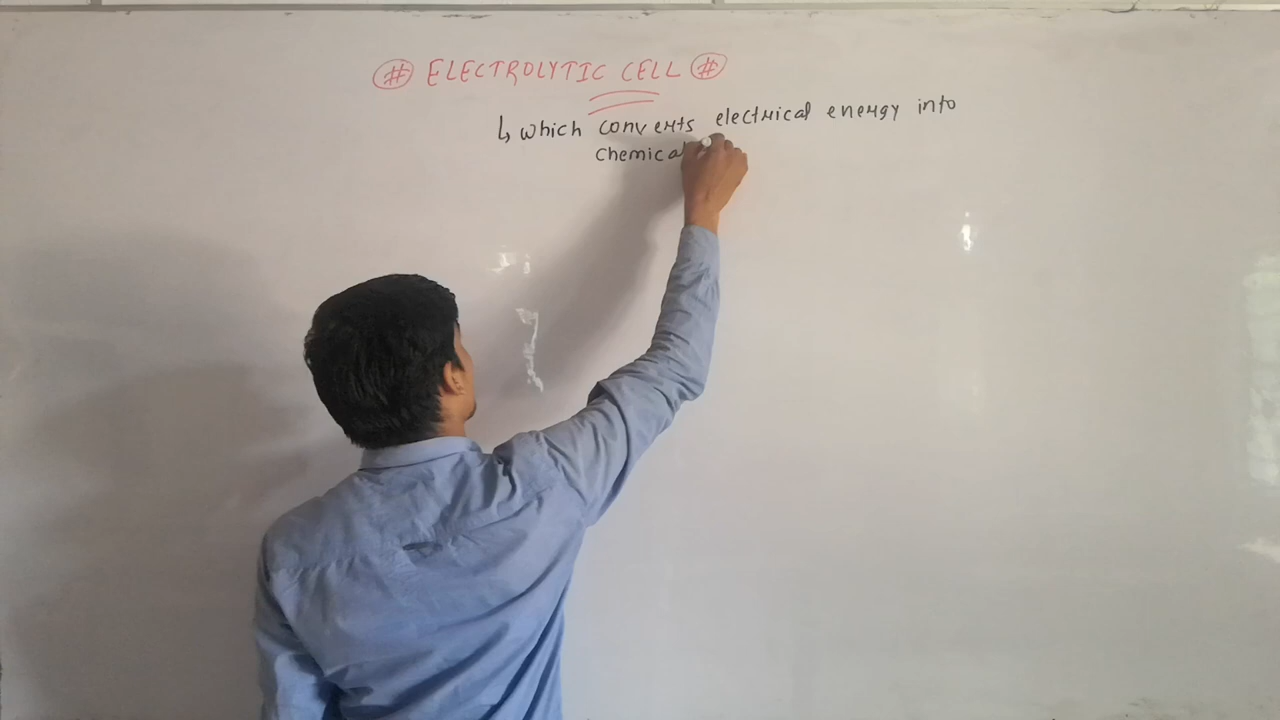 # ELECTROLYTIC CELL #
↳ which converts electrical energy into
chemical